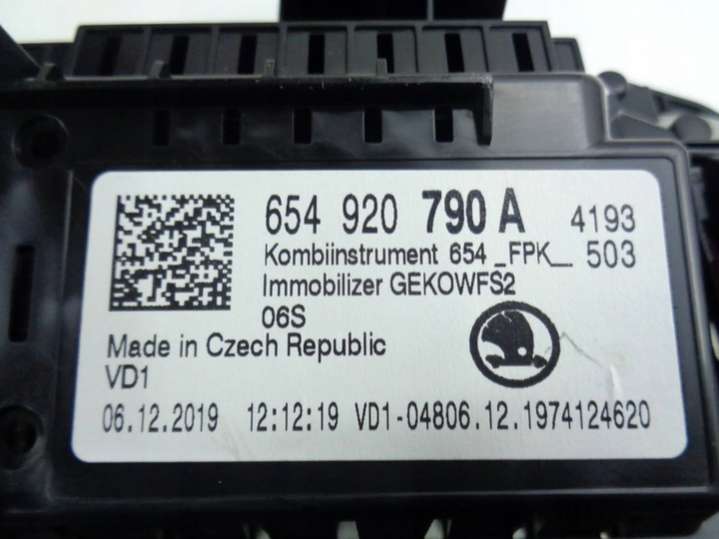 654 920 790 A 4193
Kombiinstrument 654 _FPK_ 503
Immobilizer GEKOWFS2
06S
Made in Czech Republic
VD1
06.12.2019 12:12:19 VD1-04806.12.1974124620